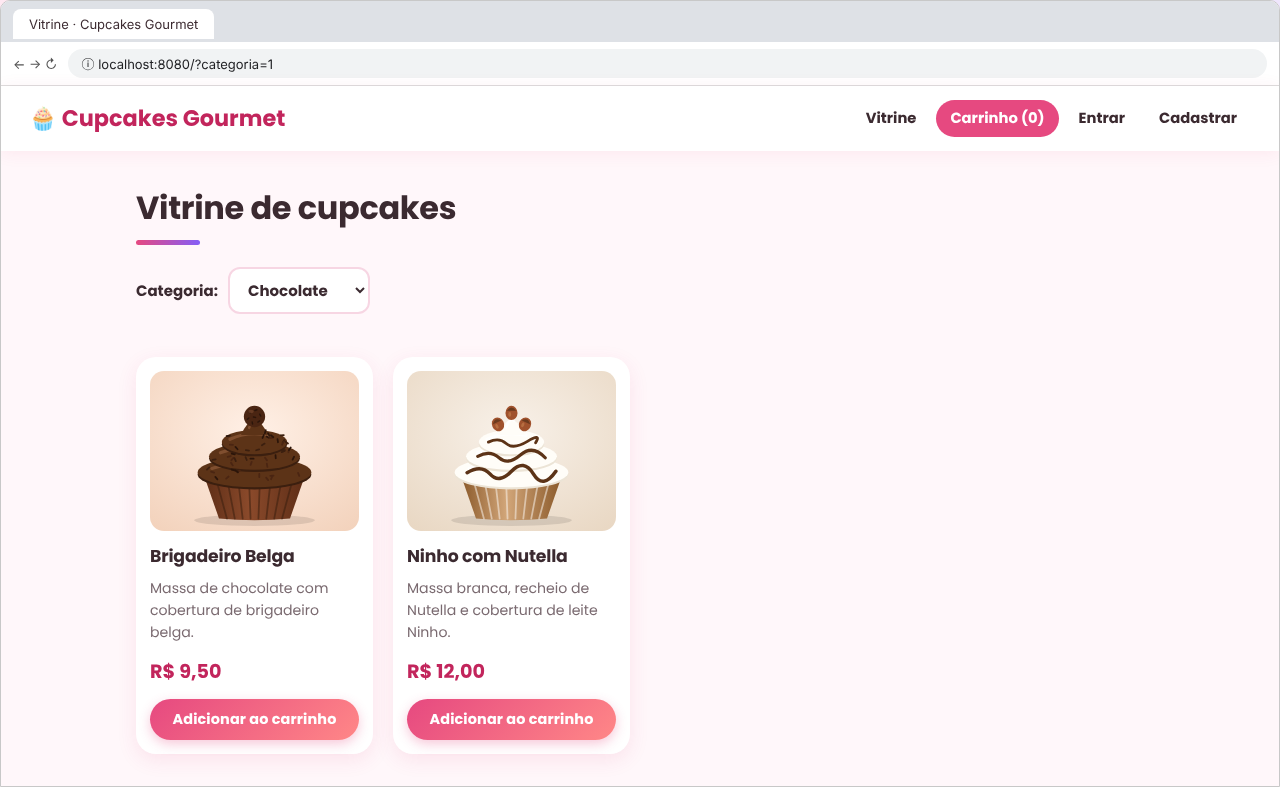 Vitrine · Cupcakes Gourmet
localhost:8080/?categoria=1
Cupcakes Gourmet
Vitrine
Carrinho (0)
Entrar
Cadastrar
Vitrine de cupcakes
Categoria:
Chocolate
Brigadeiro Belga
Massa de chocolate com
cobertura de brigadeiro
belga.
R$ 9,50
Adicionar ao carrinho
Ninho com Nutella
Massa branca, recheio de
Nutella e cobertura de leite
Ninho.
R$ 12,00
Adicionar ao carrinho